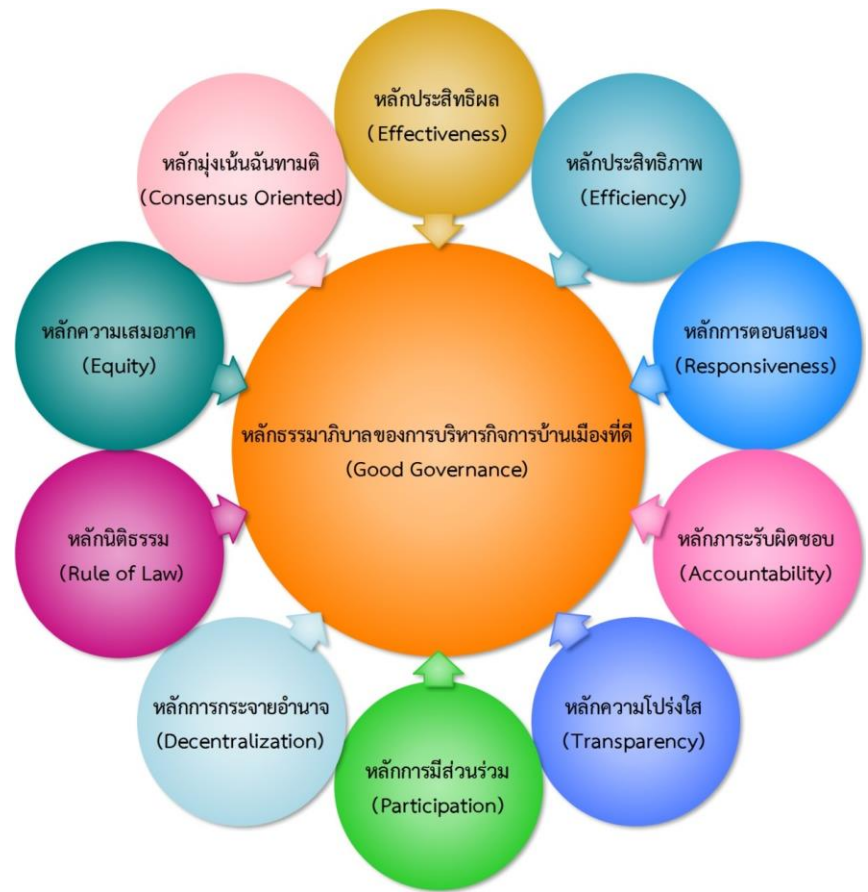 หลักประสิทธิผล
(Effectiveness)
หลักประสิทธิภาพ
(Efficiency)
หลักการตอบสนอง
(Responsiveness)
หลักภาระรับผิดชอบ
(Accountability)
หลักความโปร่งใส
(Transparency)
หลักการมีส่วนร่วม
(Participation)
หลักการกระจายอำนาจ
(Decentralization)
หลักนิติธรรม
(Rule of Law)
หลักความเสมอภาค
(Equity)
หลักมุ่งเน้นฉันทามติ
(Consensus Oriented)
หลักธรรมาภิบาลของการบริหารกิจการบ้านเมืองที่ดี
(Good Governance)